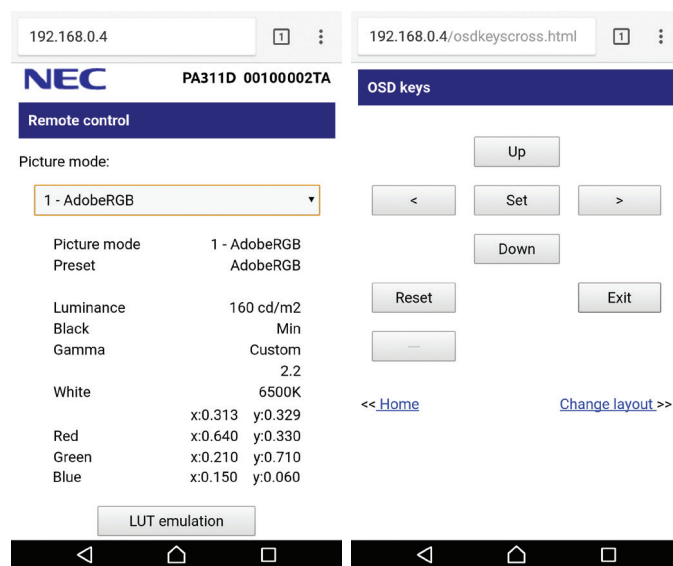 192.168.0.4
1
NEC
PA311D 00100002TA
Remote control
Picture mode:
1 - AdobeRGB
Picture mode 1 - AdobeRGB
Preset AdobeRGB
Luminance 160 cd/m2
Black Min
Gamma Custom
2.2
White 6500K
x:0.313 y:0.329
Red x:0.640 y:0.330
Green x:0.210 y:0.710
Blue x:0.150 y:0.060
LUT emulation
192.168.0.4/osdkeyscross.html
1
OSD keys
Up
< Set >
Down
Reset Exit
—
<< Home Change layout >>